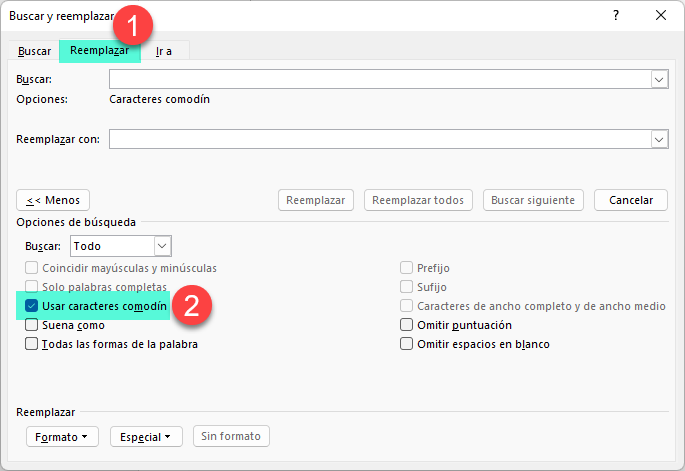 Buscar y reemplazar
1
? ×
Buscar Reemplazar Ir a
Buscar:
Opciones: Caracteres comodín
Reemplazar con:
<< Menos Reemplazar Reemplazar todos Buscar siguiente Cancelar
Opciones de búsqueda
Buscar: Todo
Coincidir mayúsculas y minúsculas Prefijo
Solo palabras completas Sufijo
Usar caracteres comodín 2 Caracteres de ancho completo y de ancho medio
Suena como Omitir puntuación
Todas las formas de la palabra Omitir espacios en blanco
Reemplazar
Formato Especial Sin formato